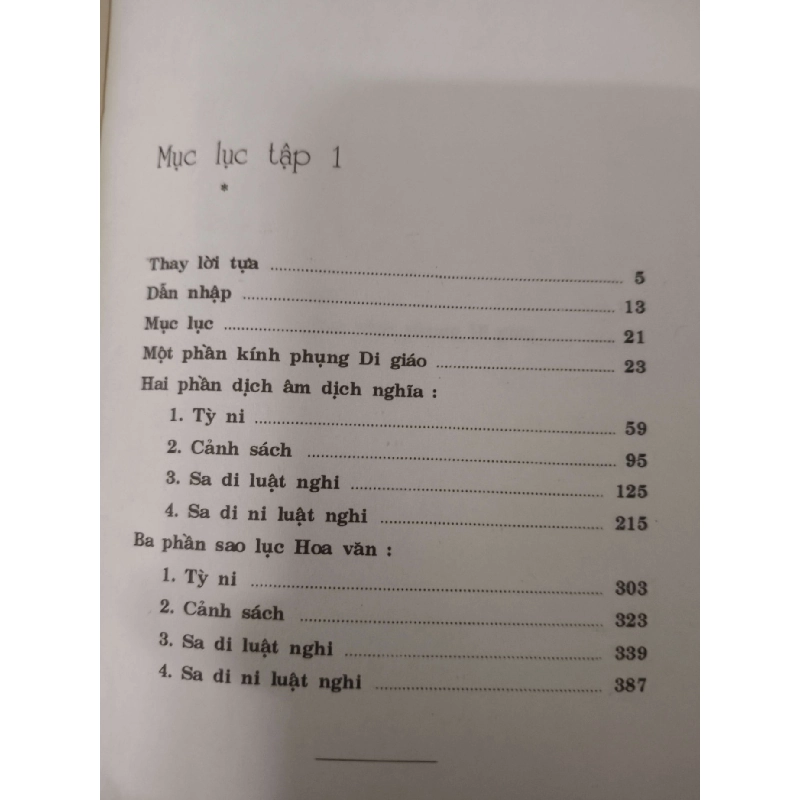 Mục lục tập 1
*
Thay lời tựa ........ 5
Dẫn nhập ........ 13
Mục lục ........ 21
Một phần kính phụng Di giáo ........ 23
Hai phần dịch âm dịch nghĩa :
1. Tỳ ni ........ 59
2. Cảnh sách ........ 95
3. Sa di luật nghi ........ 125
4. Sa di ni luật nghi ........ 215
Ba phần sao lục Hoa văn :
1. Tỳ ni ........ 303
2. Cảnh sách ........ 323
3. Sa di luật nghi ........ 339
4. Sa di ni luật nghi ........ 387